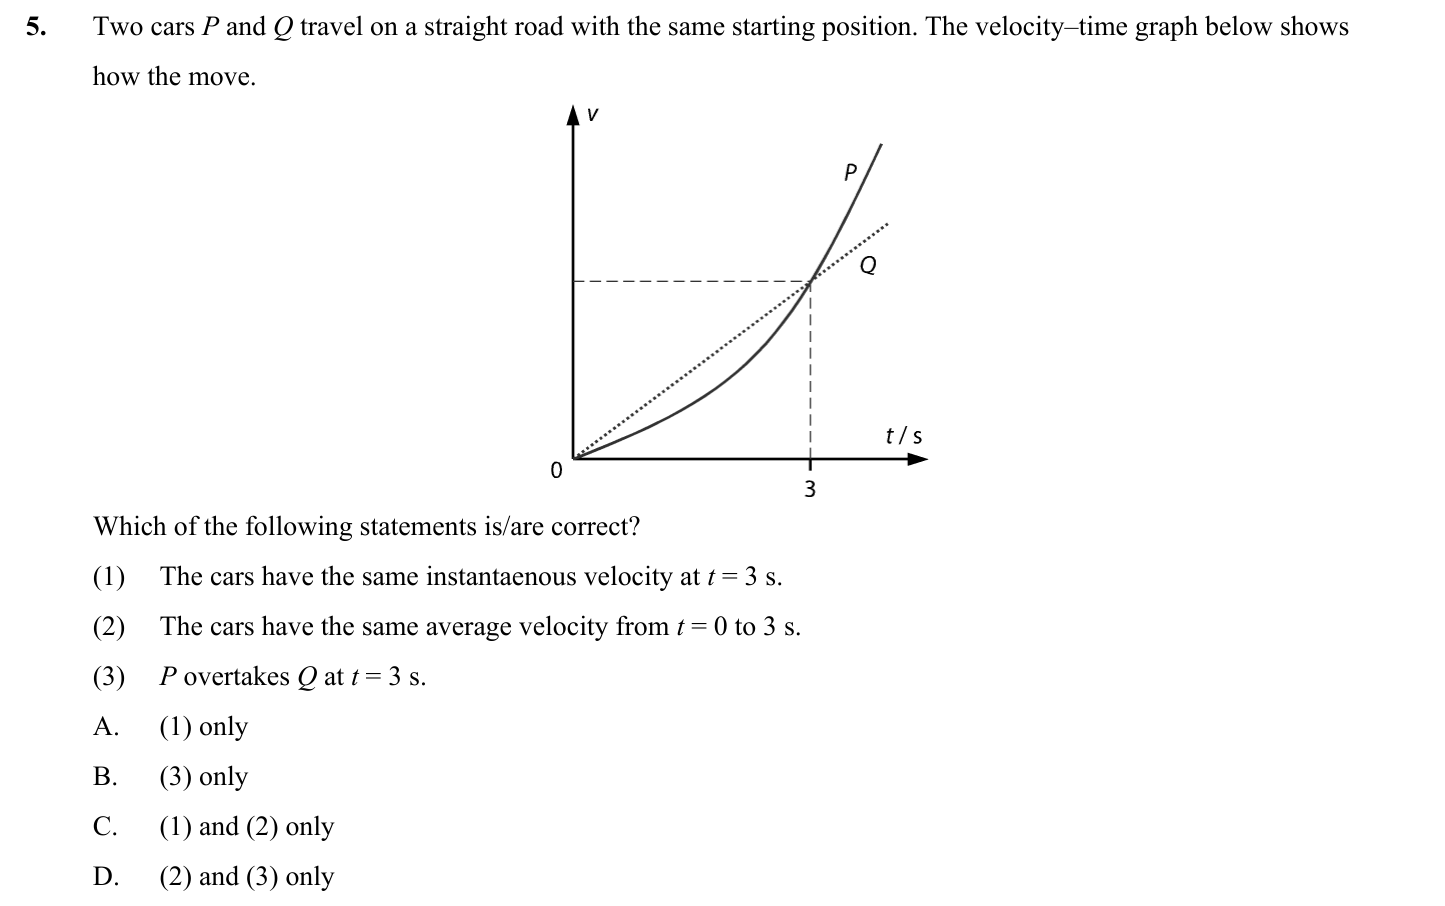 5. Two cars P and Q travel on a straight road with the same starting position. The velocity–time graph below shows
how the move.
v
P
Q
t / s
0
3
Which of the following statements is/are correct?
(1) The cars have the same instantaenous velocity at t = 3 s.
(2) The cars have the same average velocity from t = 0 to 3 s.
(3) P overtakes Q at t = 3 s.
A. (1) only
B. (3) only
C. (1) and (2) only
D. (2) and (3) only